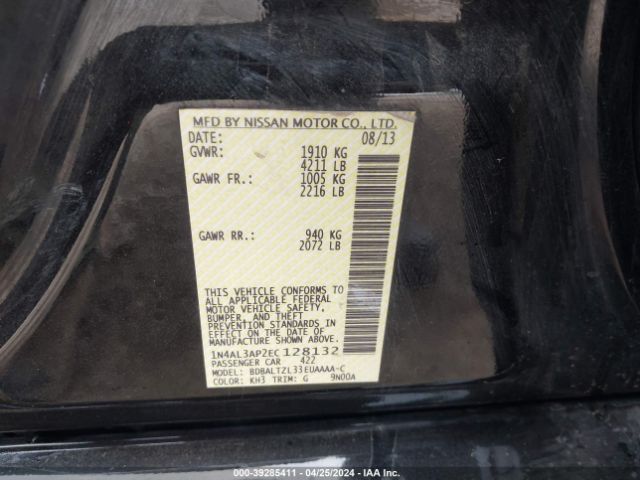 MFD BY NISSAN MOTOR CO., LTD.
DATE: 08/13
GVWR: 1910 KG
4211 LB
GAWR FR.: 1005 KG
2216 LB
GAWR RR.: 940 KG
2072 LB
THIS VEHICLE CONFORMS TO
ALL APPLICABLE FEDERAL
MOTOR VEHICLE SAFETY,
BUMPER, AND THEFT
PREVENTION STANDARDS IN
EFFECT ON THE DATE OF
MANUFACTURE SHOWN ABOVE.
1N4AL3AP2EC 128132
PASSENGER CAR 422
MODEL: BDBALTZL33EUAAAA-C
COLOR: KH3 TRIM: G 9N00A
000-39285411 - 04/25/2024 - IAA Inc.